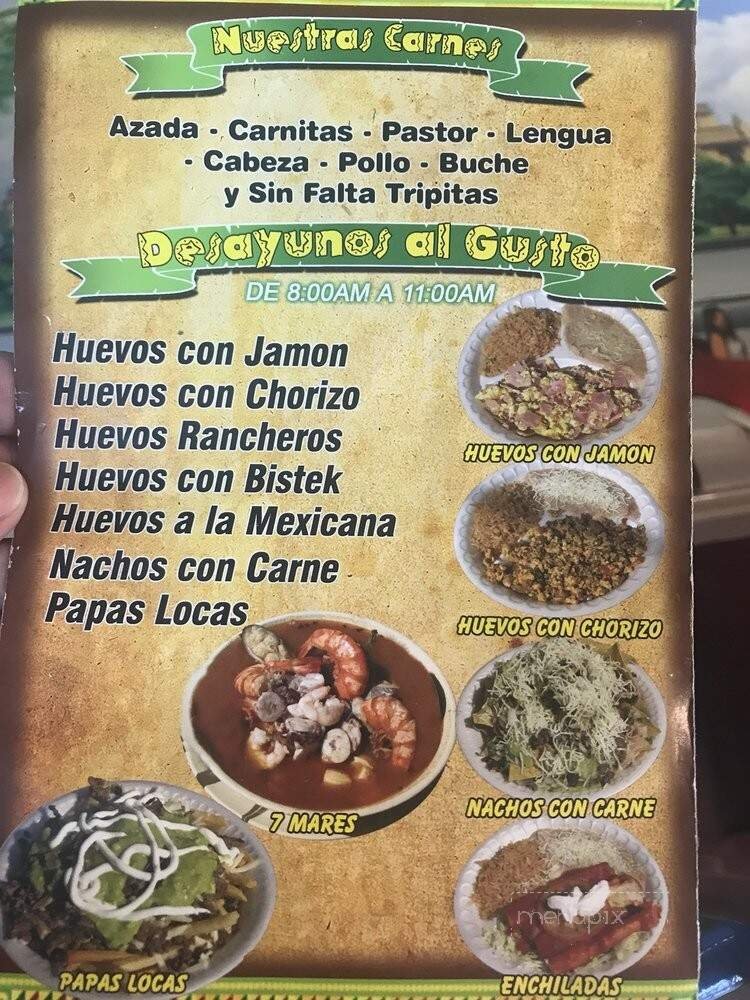 Nuestras Carnes
Azada - Carnitas - Pastor - Lengua
- Cabeza - Pollo - Buche
y Sin Falta Tripitas
Desayunos al Gusto
DE 8:00AM A 11:00AM
Huevos con Jamon
Huevos con Chorizo
Huevos Rancheros
Huevos con Bistek
Huevos a la Mexicana
Nachos con Carne
Papas Locas
HUEVOS CON JAMON
HUEVOS CON CHORIZO
NACHOS CON CARNE
7 MARES
menupix
PAPAS LOCAS
ENCHILADAS